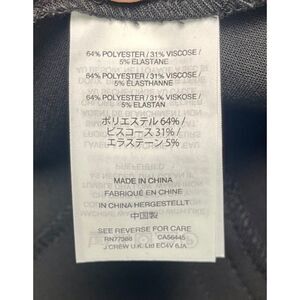 64% POLYESTER / 31% VISCOSE /
5% ELASTANE
64% POLYESTER / 31% VISCOSE /
5% ÉLASTHANNE
64% POLYESTER / 31% VISKOSE /
5% ELASTAN
ポリエステル 64% /
ビスコース 31% /
エラステーン 5%
MADE IN CHINA
FABRIQUÉ EN CHINE
IN CHINA HERGESTELLT
中国製
SEE REVERSE FOR CARE
RN77388 CA56445
J.CREW U.K. Ltd EC4V 6JA